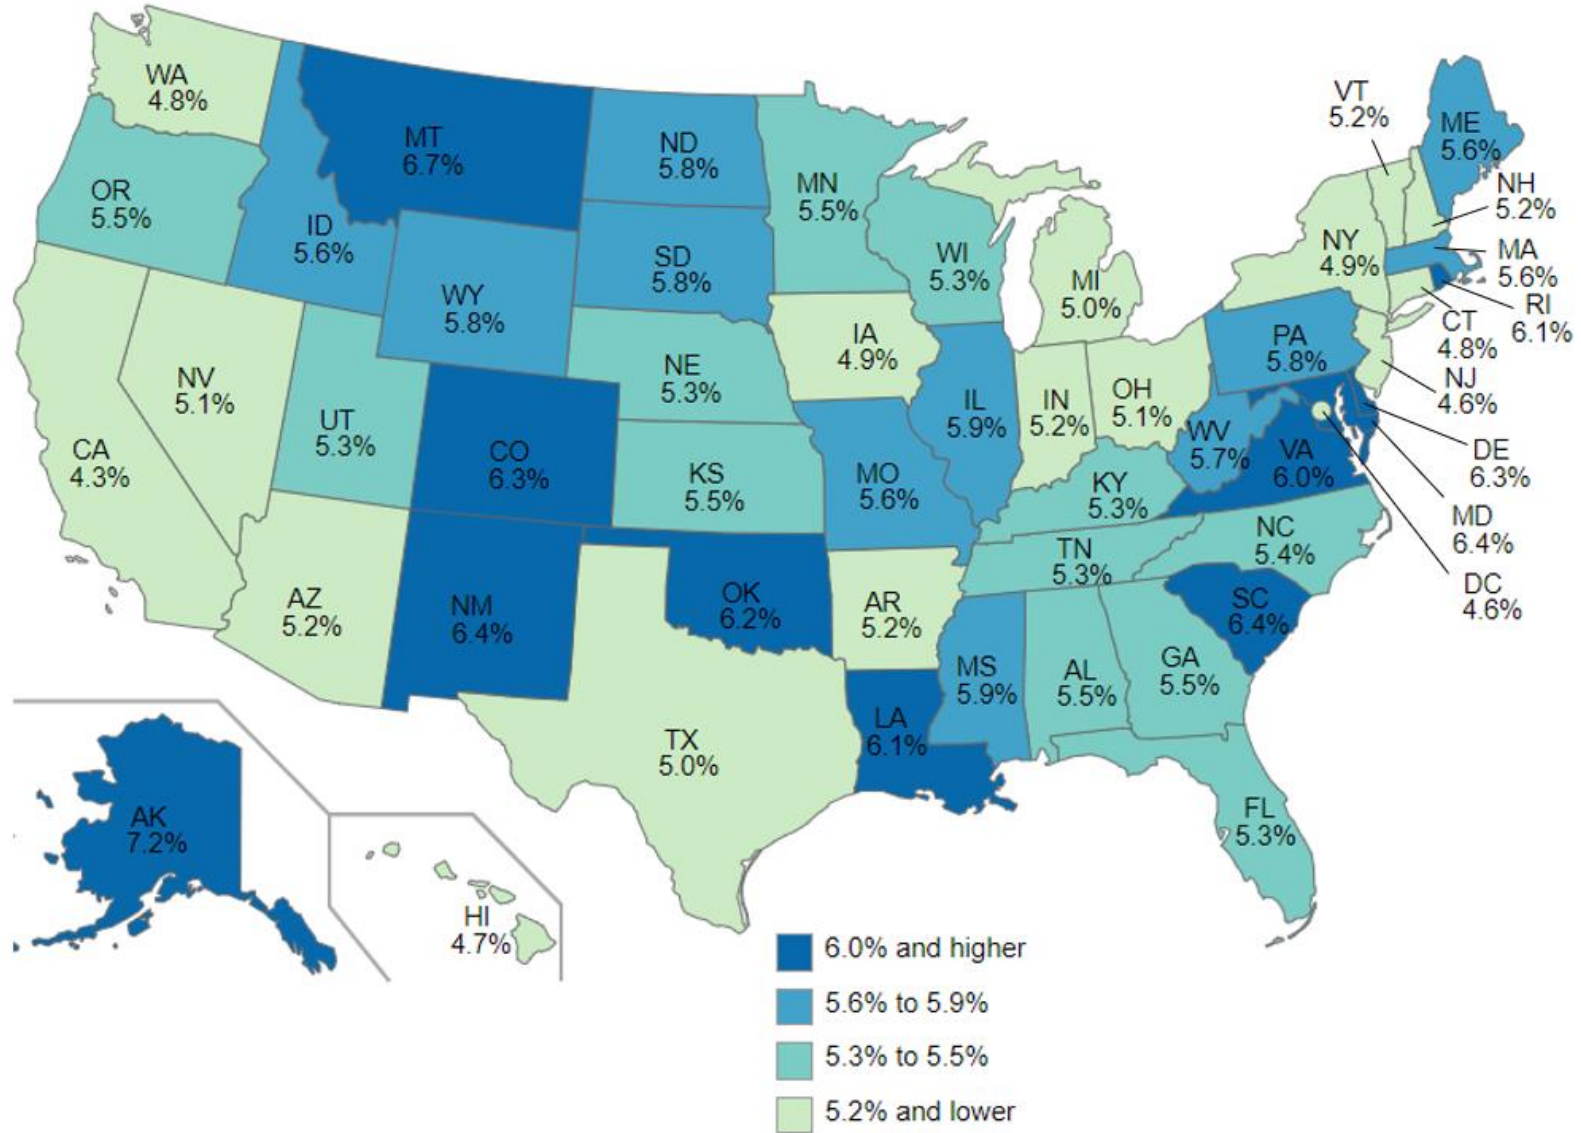 WA
4.8%
MT
6.7%
ND
5.8%
MN
5.5%
VT
5.2%
ME
5.6%
NH
5.2%
OR
5.5%
ID
5.6%
WY
5.8%
SD
5.8%
WI
5.3%
MI
5.0%
NY
4.9%
MA
5.6%
RI
6.1%
CT
4.8%
NJ
4.6%
NV
5.1%
UT
5.3%
NE
5.3%
IA
4.9%
IL
5.9%
IN
5.2%
OH
5.1%
PA
5.8%
WV
5.7%
VA
6.0%
DE
6.3%
MD
6.4%
DC
4.6%
CA
4.3%
CO
6.3%
KS
5.5%
MO
5.6%
KY
5.3%
NC
5.4%
TN
5.3%
AZ
5.2%
NM
6.4%
OK
6.2%
AR
5.2%
SC
6.4%
MS
5.9%
AL
5.5%
GA
5.5%
LA
6.1%
TX
5.0%
FL
5.3%
AK
7.2%
HI
4.7%
6.0% and higher
5.6% to 5.9%
5.3% to 5.5%
5.2% and lower